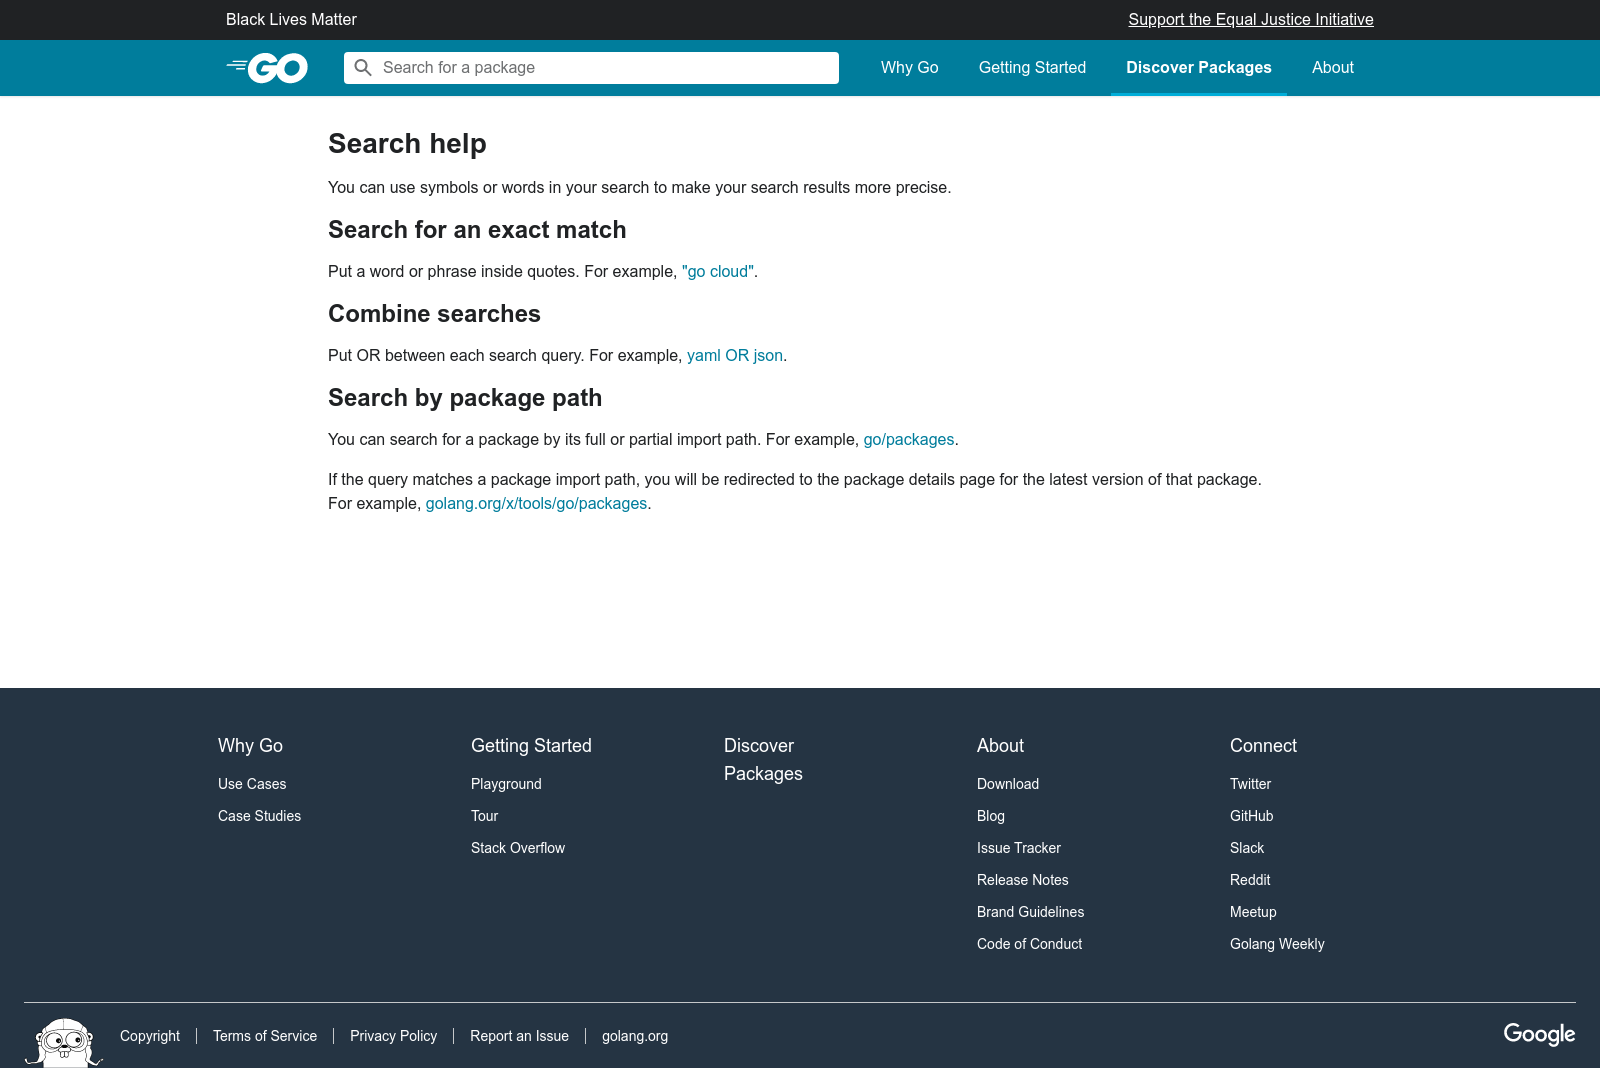 Black Lives Matter
Support the Equal Justice Initiative
GO
Search for a package
Why Go
Getting Started
Discover Packages
About
Search help
You can use symbols or words in your search to make your search results more precise.
Search for an exact match
Put a word or phrase inside quotes. For example, "go cloud".
Combine searches
Put OR between each search query. For example, yaml OR json.
Search by package path
You can search for a package by its full or partial import path. For example, go/packages.
If the query matches a package import path, you will be redirected to the package details page for the latest version of that package.
For example, golang.org/x/tools/go/packages.
Why Go
Use Cases
Case Studies
Getting Started
Playground
Tour
Stack Overflow
Discover
Packages
About
Download
Blog
Issue Tracker
Release Notes
Brand Guidelines
Code of Conduct
Connect
Twitter
GitHub
Slack
Reddit
Meetup
Golang Weekly
Copyright
Terms of Service
Privacy Policy
Report an Issue
golang.org
Google